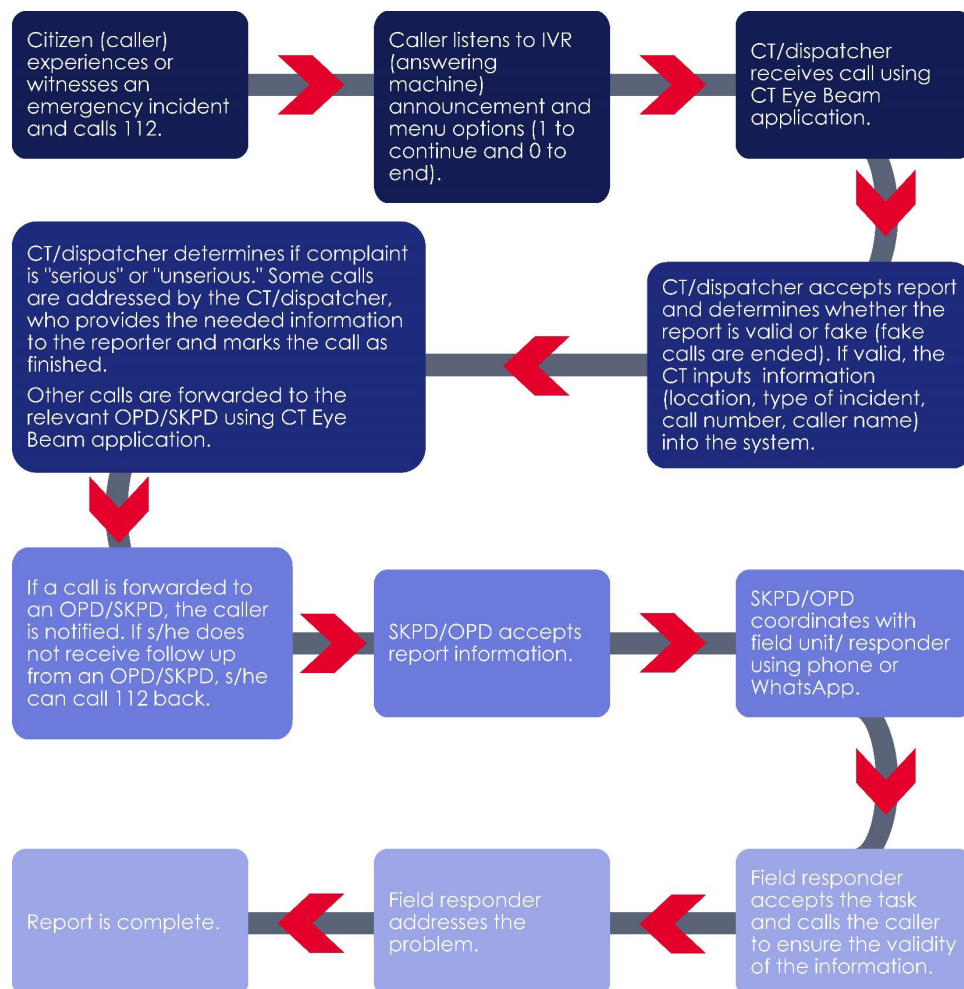 Citizen (caller)
experiences or
witnesses an
emergency incident
and calls 112.
Caller listens to IVR
(answering
machine)
announcement and
menu options (1 to
continue and 0 to
end).
CT/dispatcher
receives call using
CT Eye Beam
application.
CT/dispatcher accepts report
and determines whether the
report is valid or fake (fake
calls are ended). If valid, the
CT inputs information
(location, type of incident,
call number, caller name)
into the system.
CT/dispatcher determines if complaint
is "serious" or "unserious." Some calls
are addressed by the CT/dispatcher,
who provides the needed information
to the reporter and marks the call as
finished.
Other calls are forwarded to the
relevant OPD/SKPD using CT Eye
Beam application.
If a call is forwarded to
an OPD/SKPD, the caller
is notified. If s/he does
not receive follow up
from an OPD/SKPD, s/he
can call 112 back.
SKPD/OPD accepts
report information.
SKPD/OPD
coordinates with
field unit/ responder
using phone or
WhatsApp.
Field responder
accepts the task
and calls the caller
to ensure the validity
of the information.
Field responder
addresses the
problem.
Report is complete.